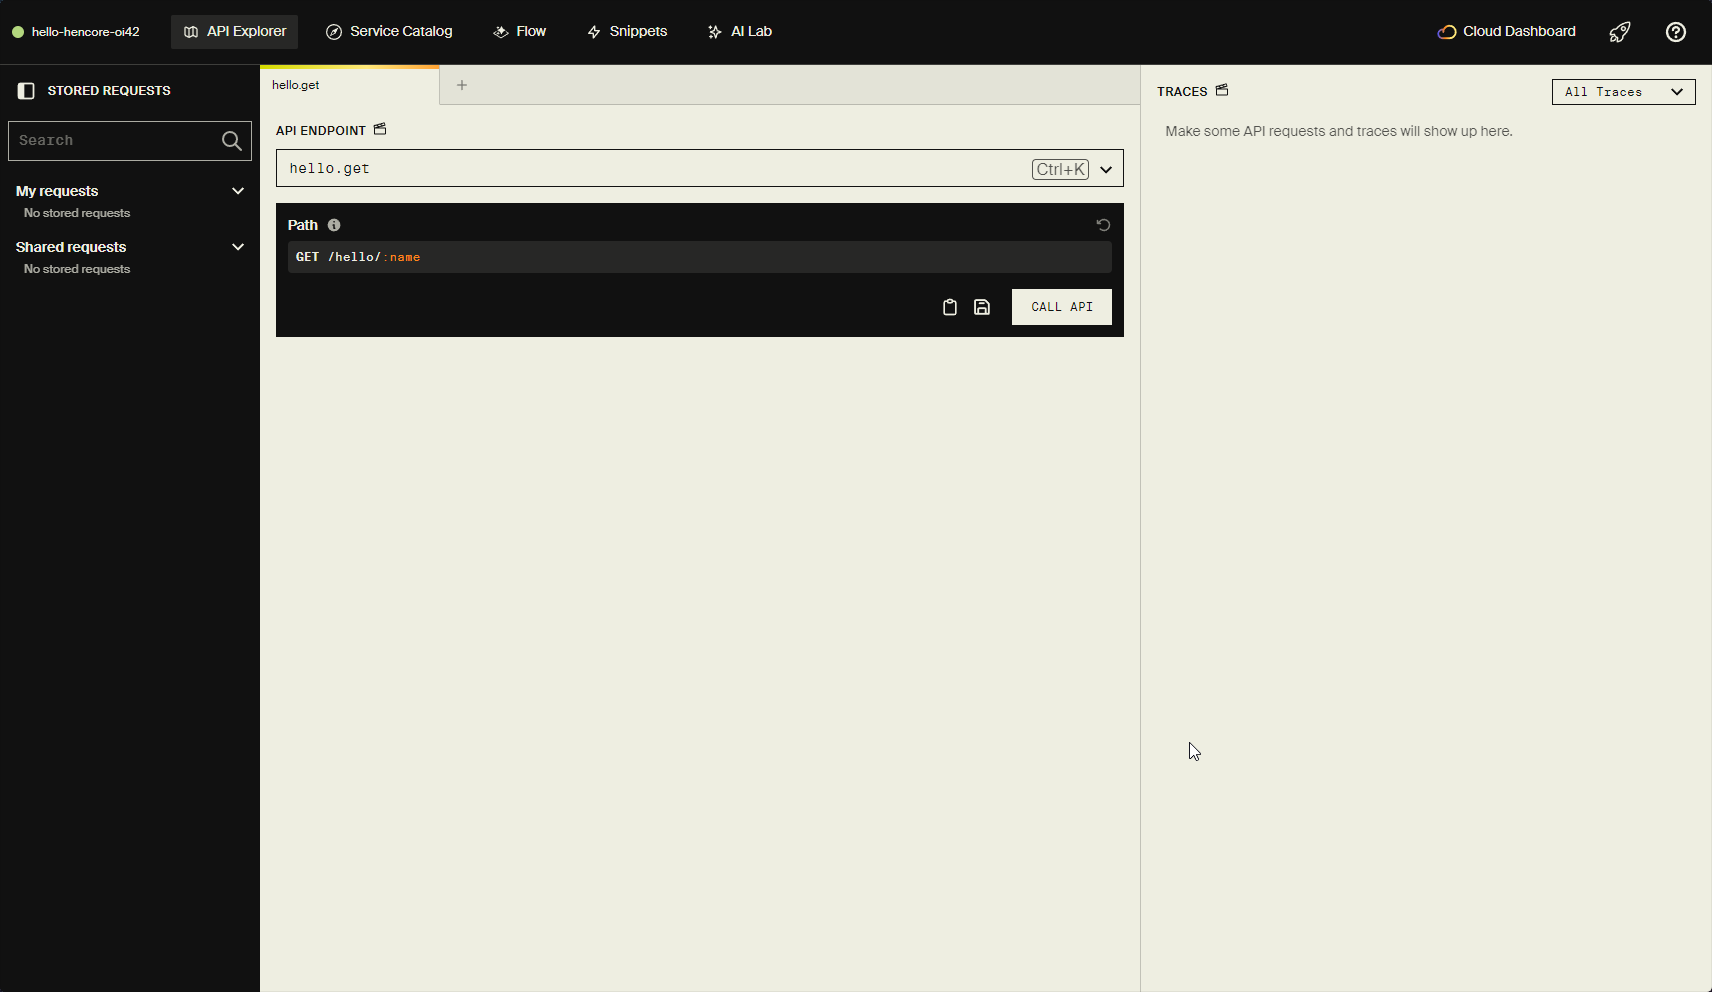 hello-hencore-oi42
API Explorer
Service Catalog
Flow
Snippets
AI Lab
Cloud Dashboard
STORED REQUESTS
Search
My requests
No stored requests
Shared requests
No stored requests
hello.get
API ENDPOINT
hello.get
Ctrl+K
Path
GET /hello/:name
CALL API
TRACES
All Traces
Make some API requests and traces will show up here.